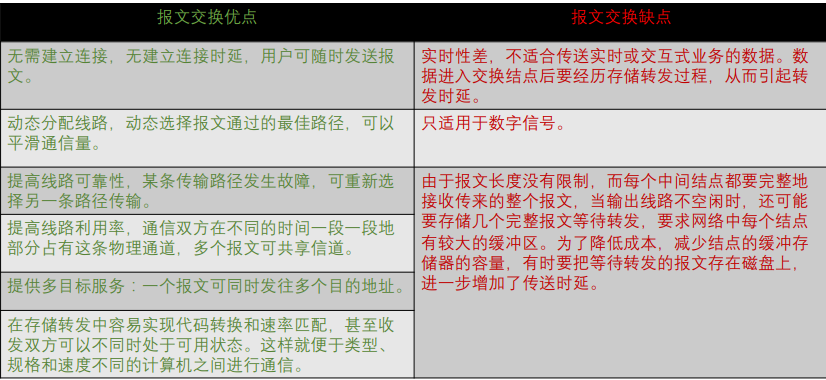 报文交换优点
报文交换缺点
无需建立连接，无建立连接时延，用户可随时发送报
文。
实时性差，不适合传送实时或交互式业务的数据。数
据进入交换结点后要经历存储转发过程，从而引起转
发时延。
动态分配线路，动态选择报文通过的最佳路径，可以
平滑通信量。
只适用于数字信号。
提高线路可靠性，某条传输路径发生故障，可重新选
择另一条路径传输。
提高线路利用率，通信双方在不同的时间一段一段地
部分占有这条物理通道，多个报文可共享信道。
提供多目标服务：一个报文可同时发往多个目的地址。
在存储转发中容易实现代码转换和速率匹配，甚至收
发双方可以不同时处于可用状态。这样就便于类型、
规格和速度不同的计算机之间进行通信。
由于报文长度没有限制，而每个中间结点都要完整地
接收传来的整个报文，当输出线路不空闲时，还可能
要存储几个完整报文等待转发，要求网络中每个结点
有较大的缓冲区。为了降低成本，减少结点的缓冲存
储器的容量，有时要把等待转发的报文存在磁盘上，
进一步增加了传送时延。